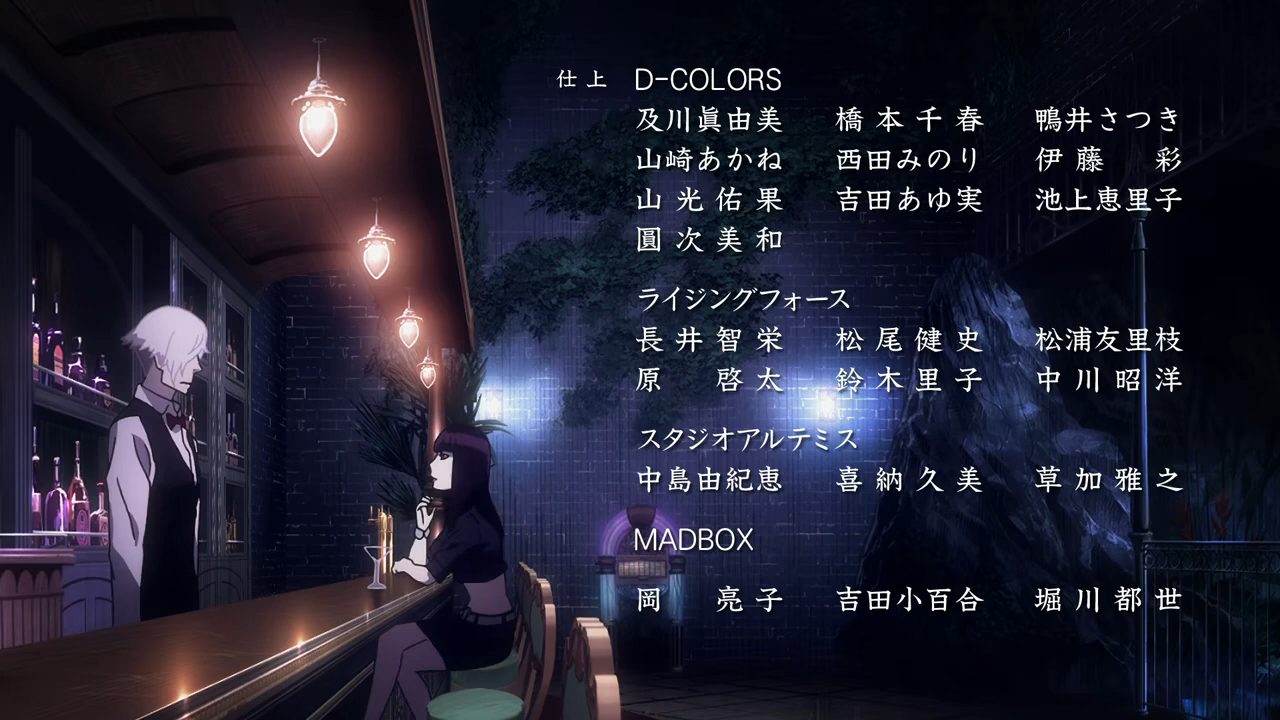 仕上 D-COLORS
及川眞由美 橋本千春 鴨井さつき
山崎あかね 西田みのり 伊藤 彩
山光佑果 吉田あゆ実 池上恵里子
圓次美和
ライジングフォース
長井智栄 松尾健史 松浦友里枝
原 啓太 鈴木里子 中川昭洋
スタジオアルテミス
中島由紀恵 喜納久美 草加雅之
MADBOX
岡 亮子 吉田小百合 堀川都世